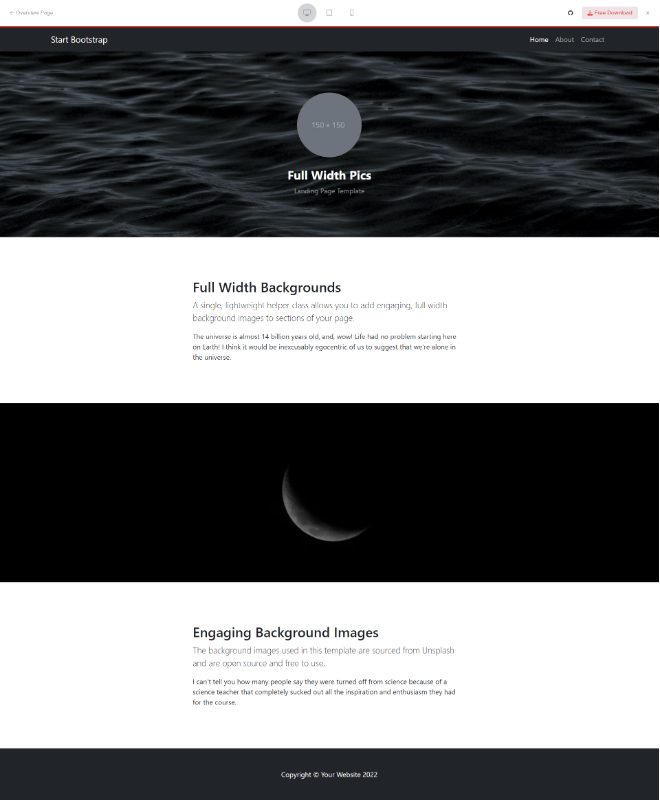 ← Overview Page
Free Download
×
Start Bootstrap
Home About Contact
150 × 150
Full Width Pics
Landing Page Template
Full Width Backgrounds
A single, lightweight helper class allows you to add engaging, full width
background images to sections of your page.
The universe is almost 14 billion years old, and, wow! Life had no problem starting here
on Earth! I think it would be inexcusably egocentric of us to suggest that we're alone in
the universe.
Engaging Background Images
The background images used in this template are sourced from Unsplash
and are open source and free to use.
I can't tell you how many people say they were turned off from science because of a
science teacher that completely sucked out all the inspiration and enthusiasm they had
for the course.
Copyright © Your Website 2022